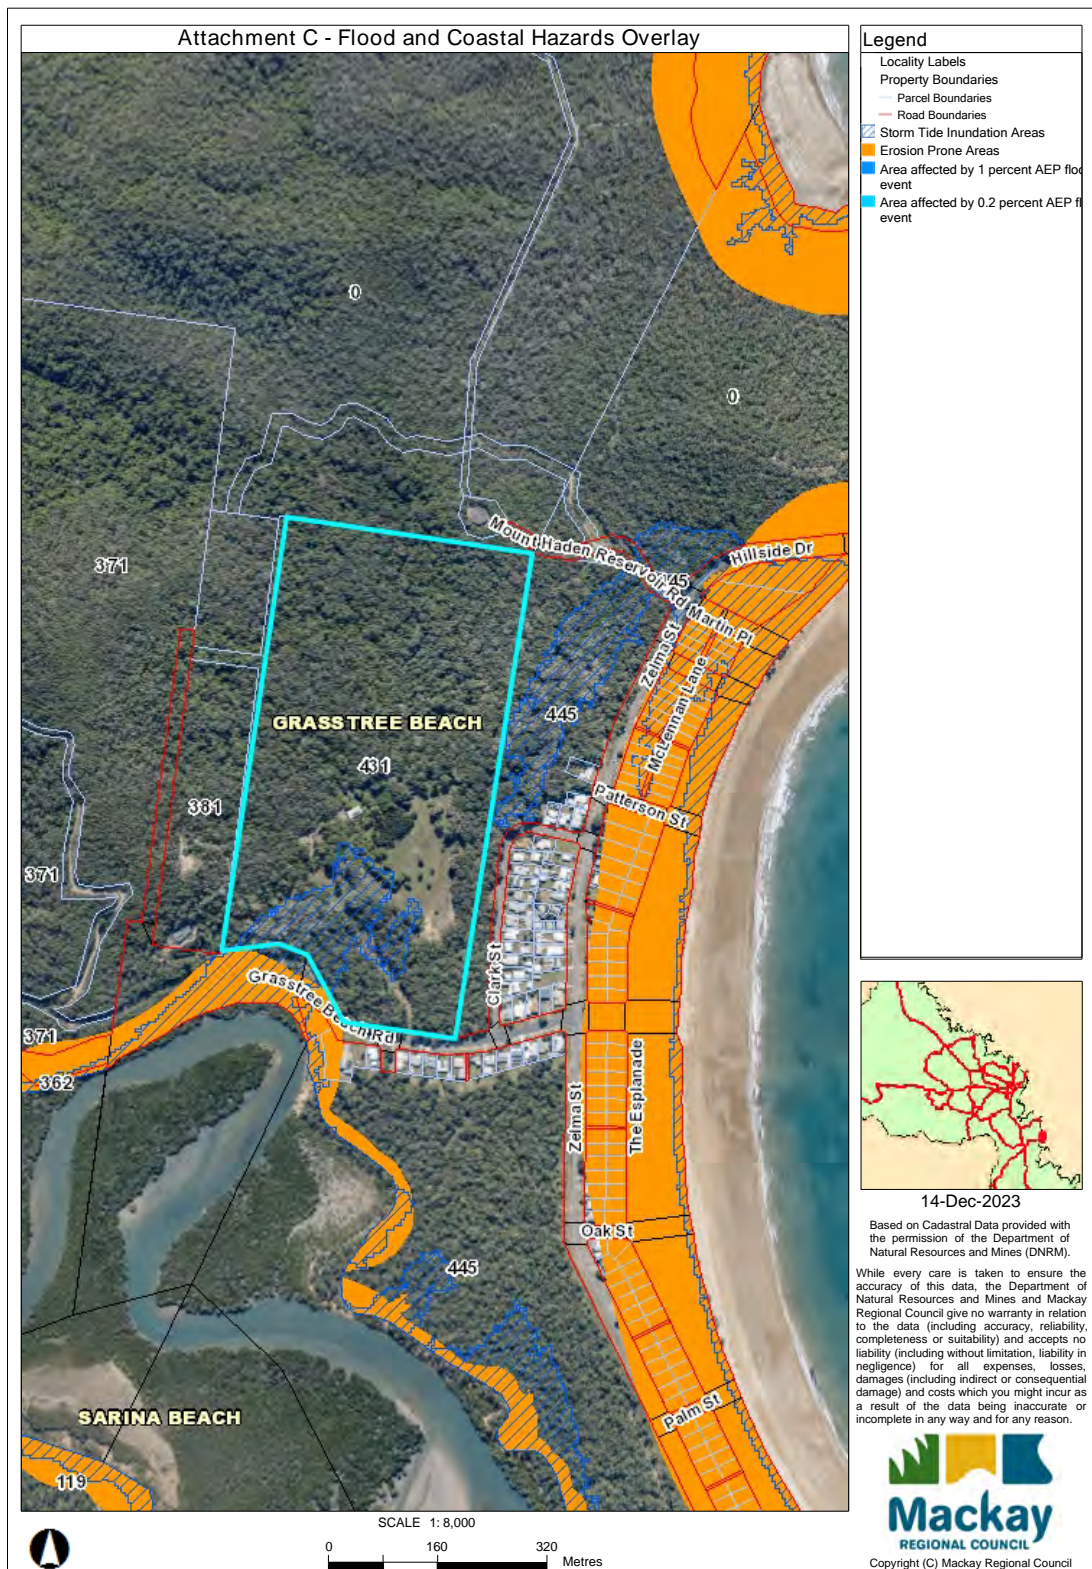 Attachment C - Flood and Coastal Hazards Overlay
Legend
Locality Labels
Property Boundaries
Parcel Boundaries
Road Boundaries
Storm Tide Inundation Areas
Erosion Prone Areas
Area affected by 1 percent AEP floo
event
Area affected by 0.2 percent AEP fl
event
0
0
Mount Haden Reservoir Rd
Hillside Dr
371
445
Martin Pl
Zelma St
McLennan Lane
GRASSTREE BEACH
445
431
381
Patterson St
371
Clark St
Grasstree Beach Rd
371
362
Zelma St
The Esplanade
Oak St
445
SARINA BEACH
Palm St
119
14-Dec-2023
Based on Cadastral Data provided with
the permission of the Department of
Natural Resources and Mines (DNRM).
While every care is taken to ensure the
accuracy of this data, the Department of
Natural Resources and Mines and Mackay
Regional Council give no warranty in relation
to the data (including accuracy, reliability,
completeness or suitability) and accepts no
liability (including without limitation, liability in
negligence) for all expenses, losses,
damages (including indirect or consequential
damage) and costs which you might incur as
a result of the data being inaccurate or
incomplete in any way and for any reason.
Mackay
REGIONAL COUNCIL
Copyright (C) Mackay Regional Council
SCALE 1: 8,000
0 160 320
Metres